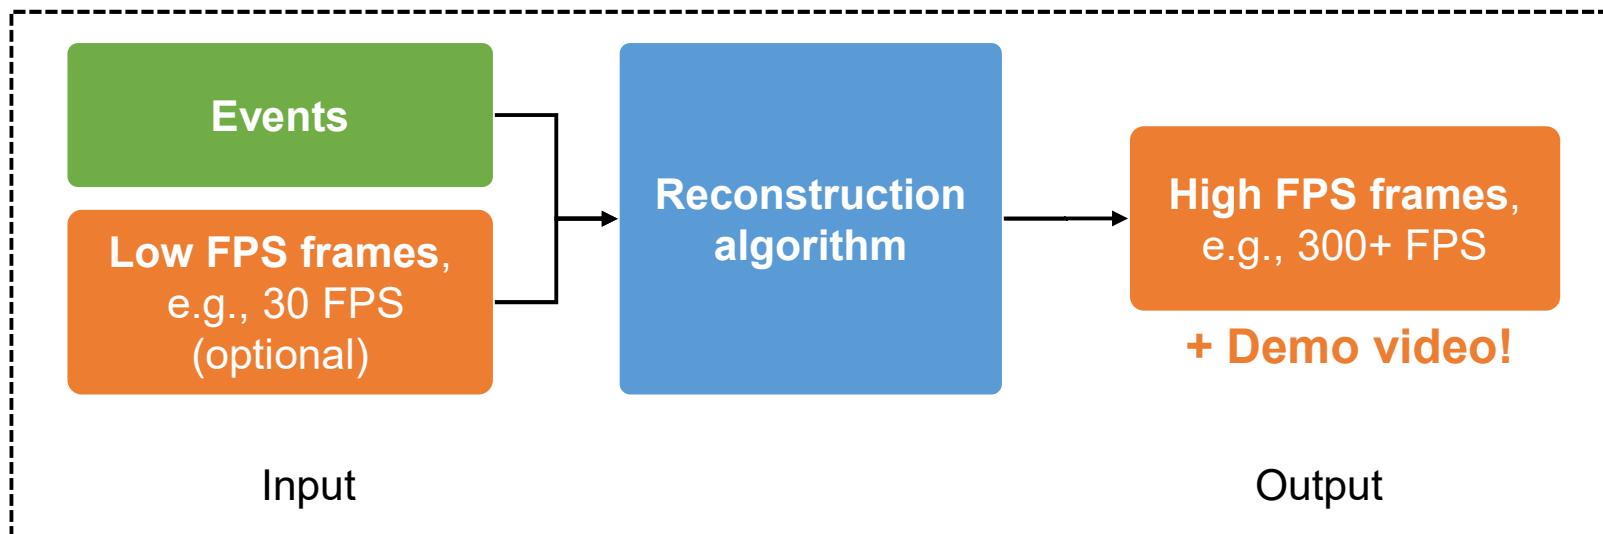 Events
Low FPS frames,
e.g., 30 FPS
(optional)
Input
Reconstruction
algorithm
High FPS frames,
e.g., 300+ FPS
+ Demo video!
Output